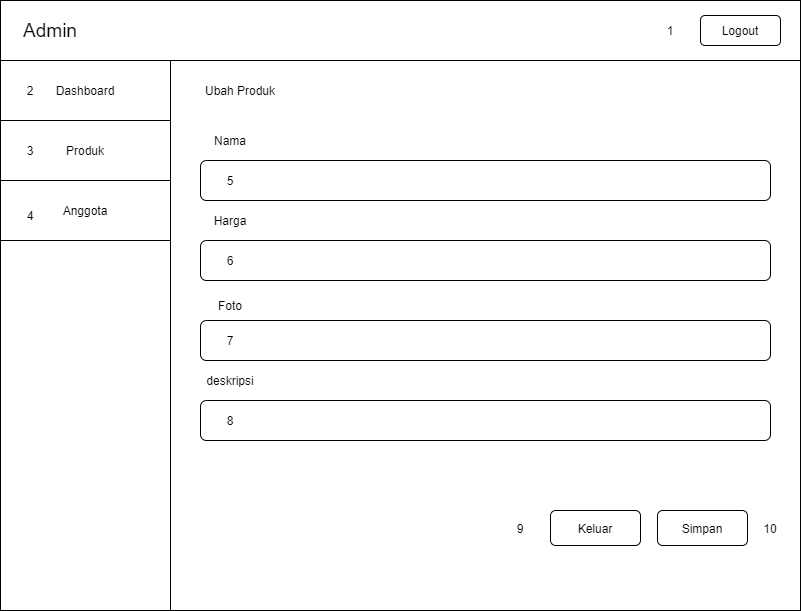 Admin
1 Logout
2 Dashboard
3 Produk
4 Anggota
Ubah Produk
Nama
5
Harga
6
Foto
7
deskripsi
8
9 Keluar Simpan 10